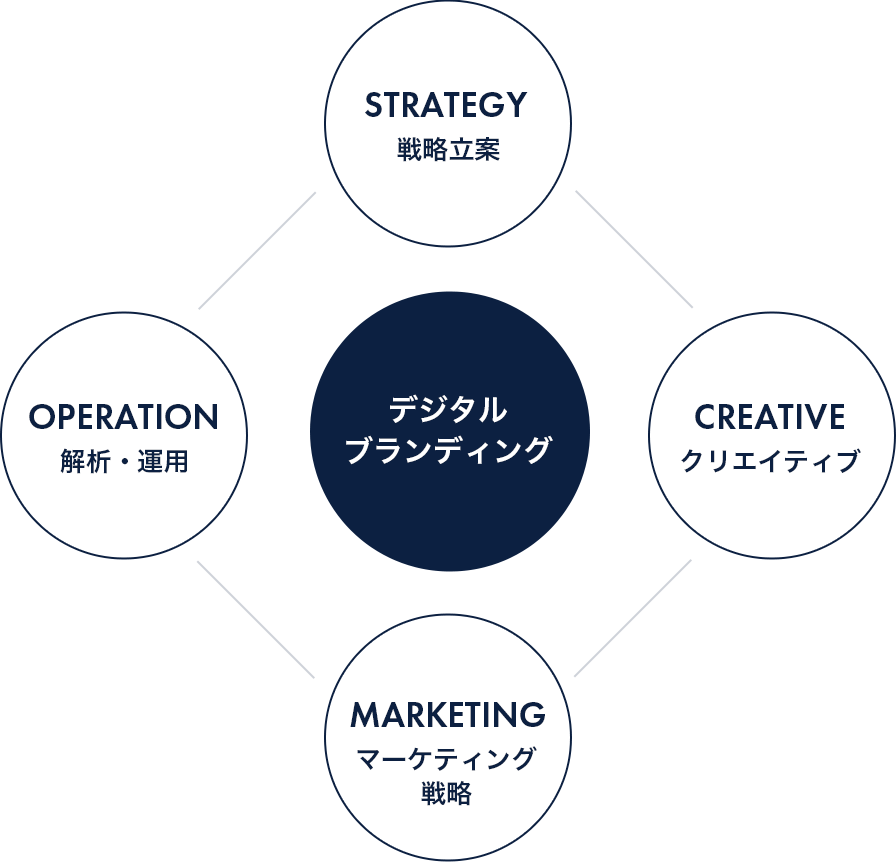 STRATEGY
戦略立案
OPERATION
解析・運用
デジタル
ブランディング
CREATIVE
クリエイティブ
MARKETING
マーケティング
戦略